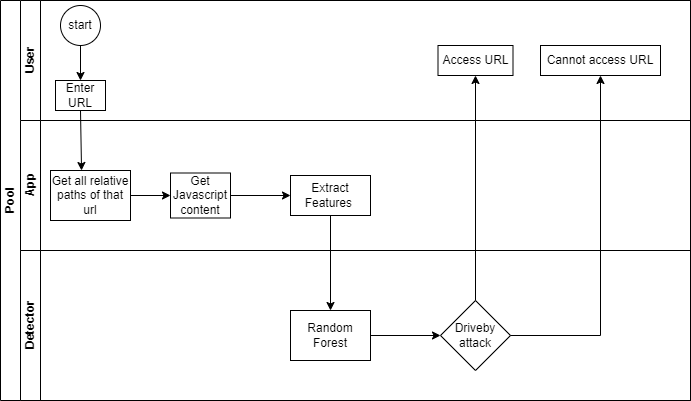 Pool
User
start
Enter
URL
Access URL
Cannot access URL
App
Get all relative
paths of that
url
Get
Javascript
content
Extract
Features
Detector
Random
Forest
Driveby
attack